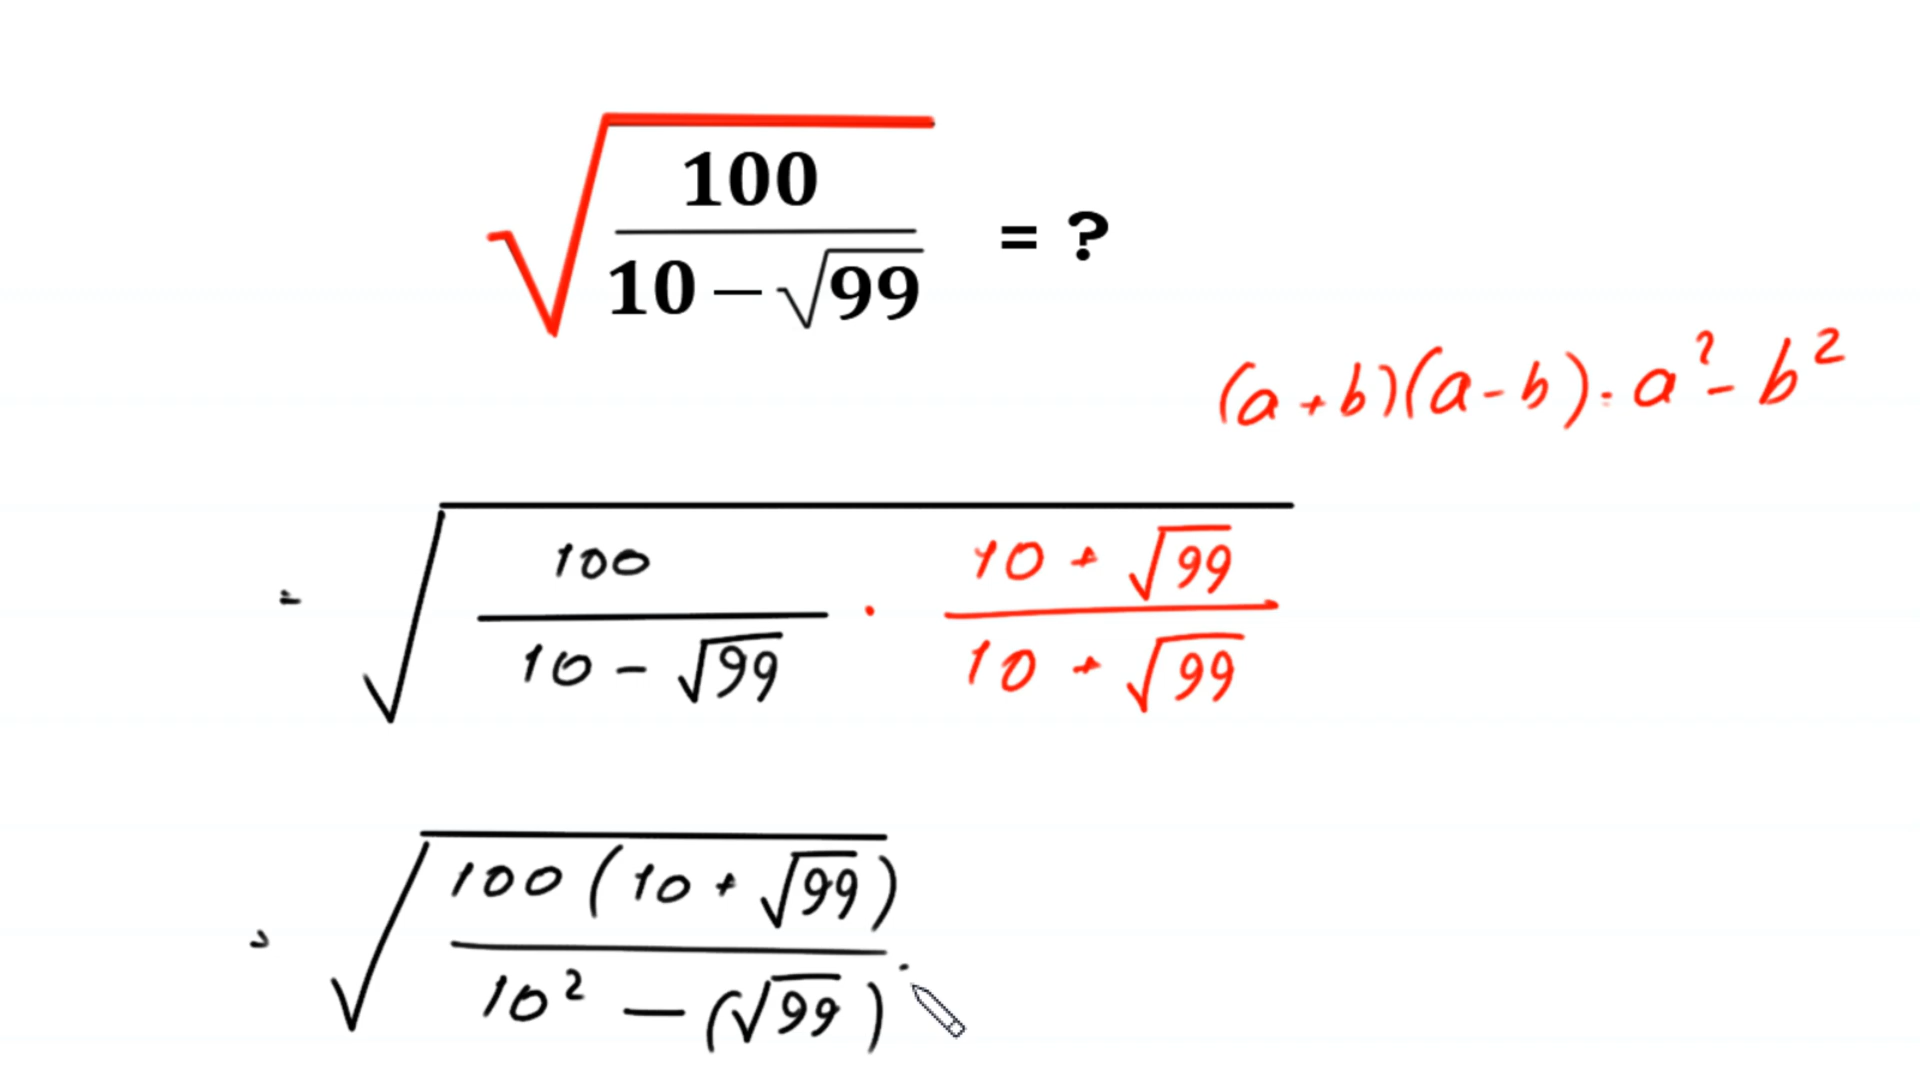 √(100 / (10 − √99)) = ?
(a + b)(a - b) = a² - b²
= √(100 / (10 − √99) · (10 + √99) / (10 + √99))
= √(100 (10 + √99) / (10² − (√99)))